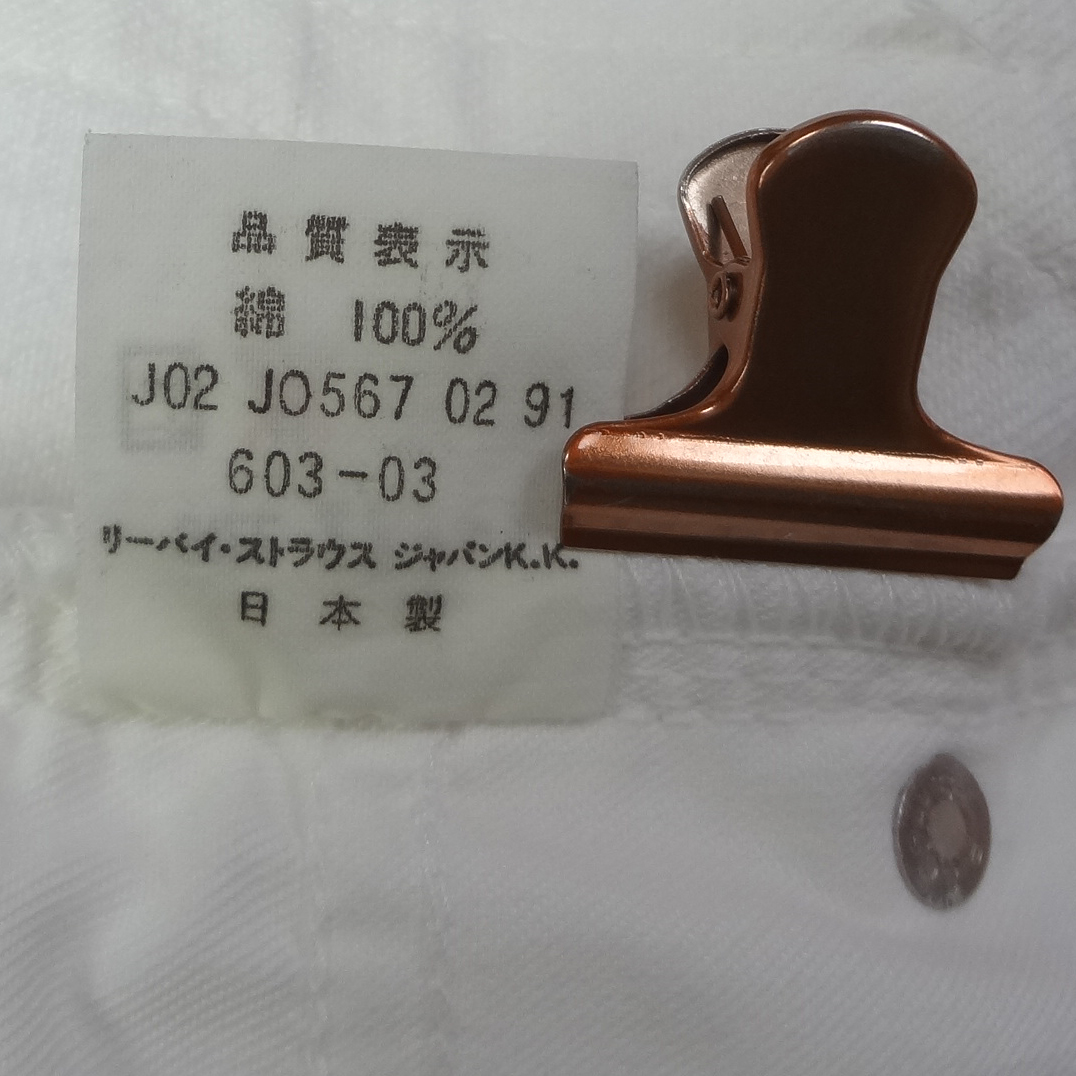 品質表示
綿 100%
J02 JO567 02 91
603-03
リーバイ・ストラウス ジャパンK.K.
日本製